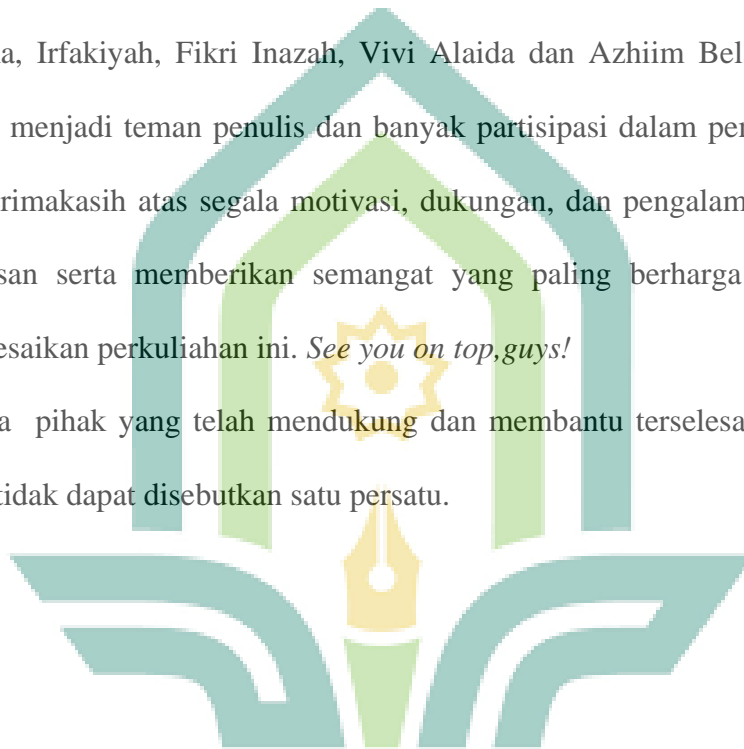 a, Irfakiyah, Fikri Inazah, Vivi Alaida dan Azhiim Bel
menjadi teman penulis dan banyak partisipasi dalam per
rimakasih atas segala motivasi, dukungan, dan pengalam
san serta memberikan semangat yang paling berharga
esaikan perkuliahan ini. See you on top,guys!
a pihak yang telah mendukung dan membantu terselesa
tidak dapat disebutkan satu persatu.